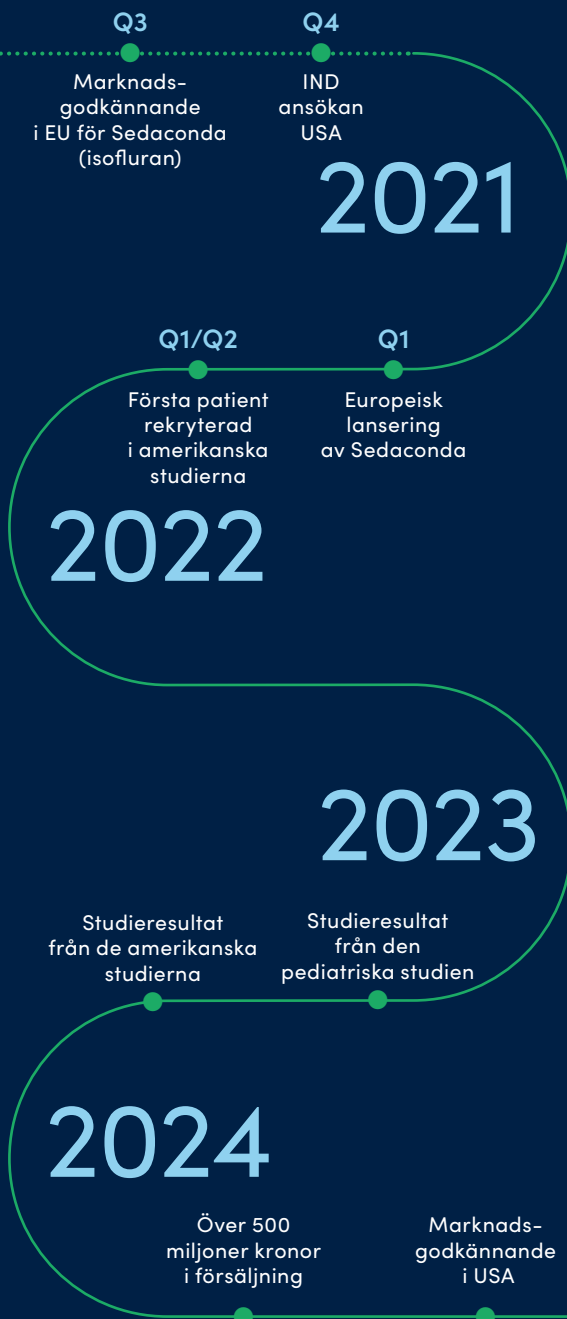 Q3
Marknads-
godkännande
i EU för Sedaconda
(isofluran)
Q4
IND
ansökan
USA
2021
Q1/Q2
Första patient
rekryterad
i amerikanska
studierna
Q1
Europeisk
lansering
av Sedaconda
2022
2023
Studieresultat
från de amerikanska
studierna
Studieresultat
från den
pediatriska studien
2024
Över 500
miljoner kronor
i försäljning
Marknads-
godkännande
i USA